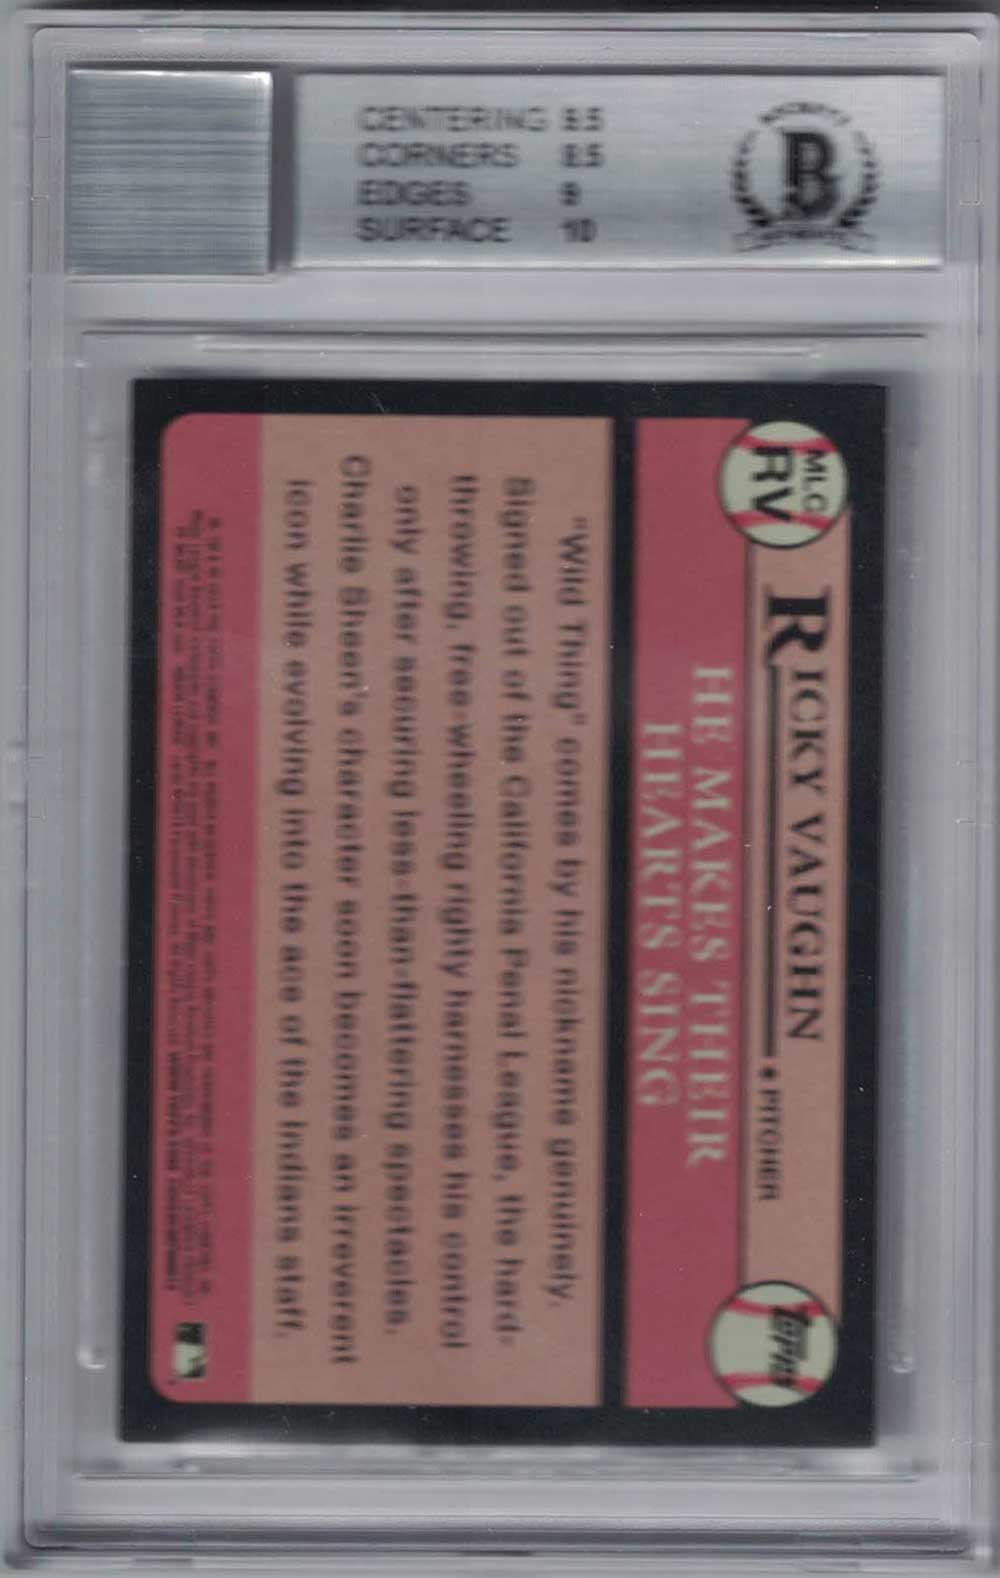 CENTERING 8.5
CORNERS 8.5
EDGES 9
SURFACE 10
BECKETT
B
MLC
RV
RICKY VAUGHN
PITCHER
Topps
HE MAKES THEIR
HEARTS SING
"Wild Thing" comes by his nickname genuinely.
Signed out of the California Penal League, the hard-
throwing, free-wheeling righty harnesses his control
only after securing less-than-flattering spectacles.
Charlie Sheen's character soon becomes an irreverent
icon while evolving into the ace of the Indians staff.